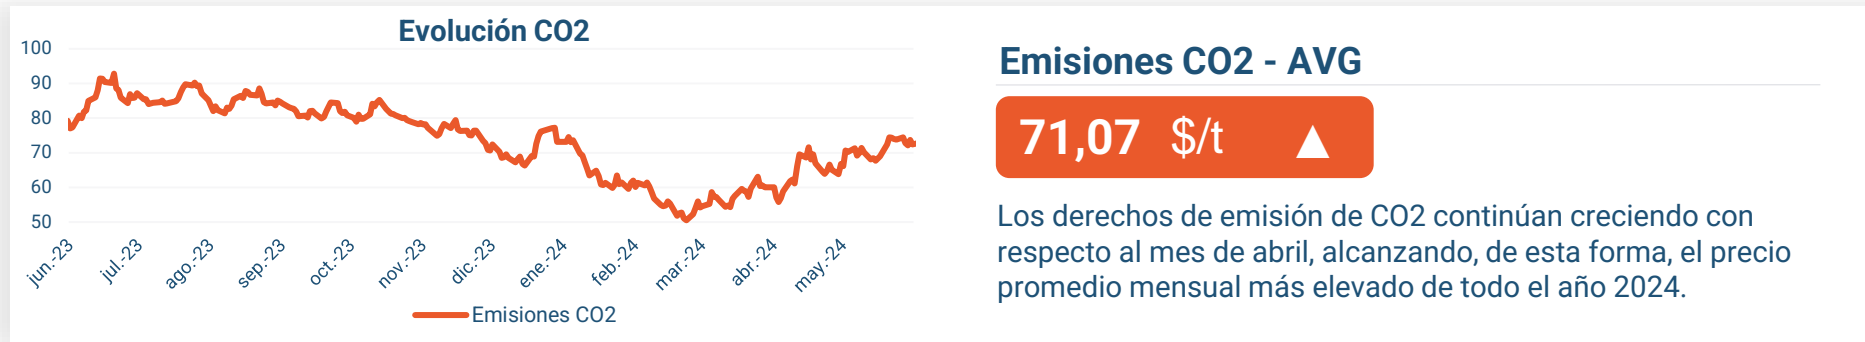 Evolución CO2
100
90
80
70
60
50
jun.-23
jul.-23
ago.-23
sep.-23
oct.-23
nov.-23
dic.-23
ene.-24
feb.-24
mar.-24
abr.-24
may.-24
Emisiones CO2
Emisiones CO2 - AVG
71,07 $/t ▲
Los derechos de emisión de CO2 continúan creciendo con
respecto al mes de abril, alcanzando, de esta forma, el precio
promedio mensual más elevado de todo el año 2024.